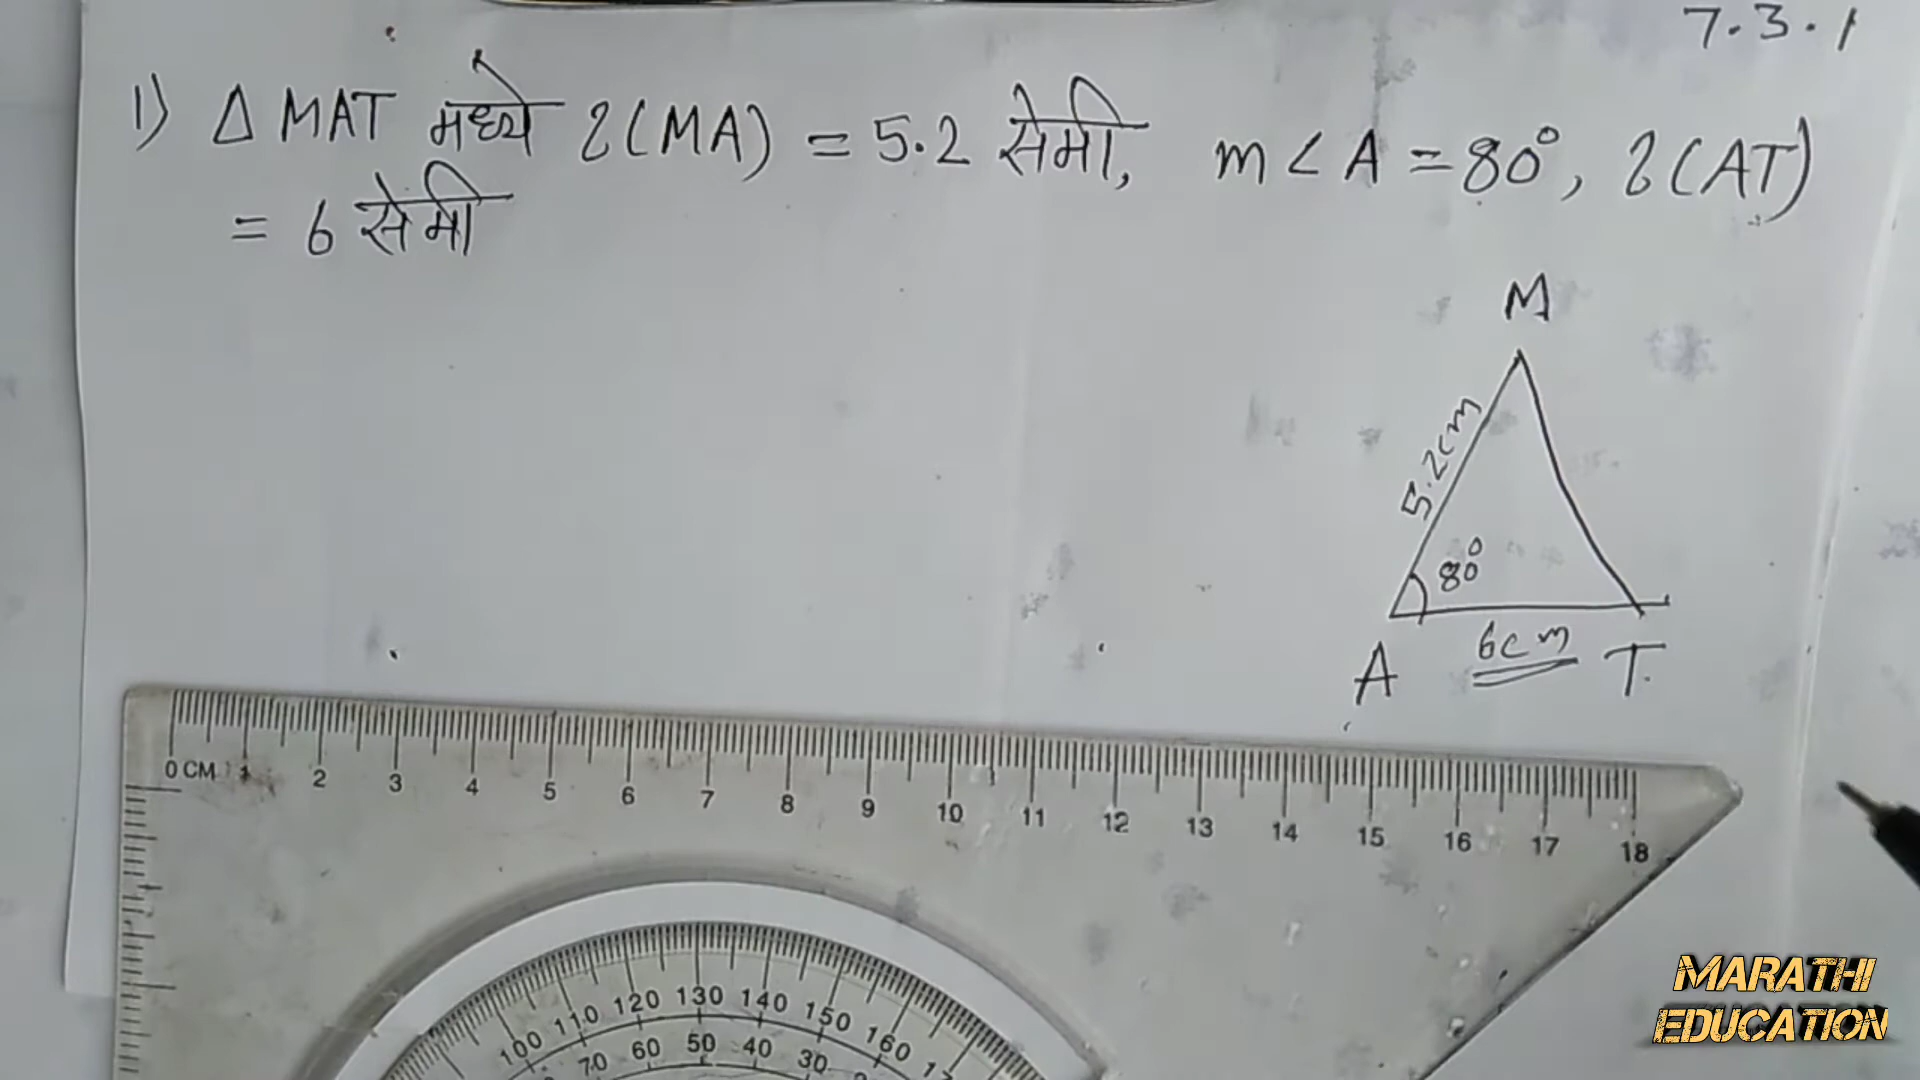 7.3.1
1) Δ MAT मध्ये l(MA) = 5.2 सेमी, m∠A = 80°, l(AT)
= 6 सेमी
M
5.2cm
80°
6cm
A T
0 CM 1 2 3 4 5 6 7 8 9 10 11 12 13 14 15 16 17 18
100 110 120 130 140 150 160
70 60 50 40 30
MARATHI
EDUCATION